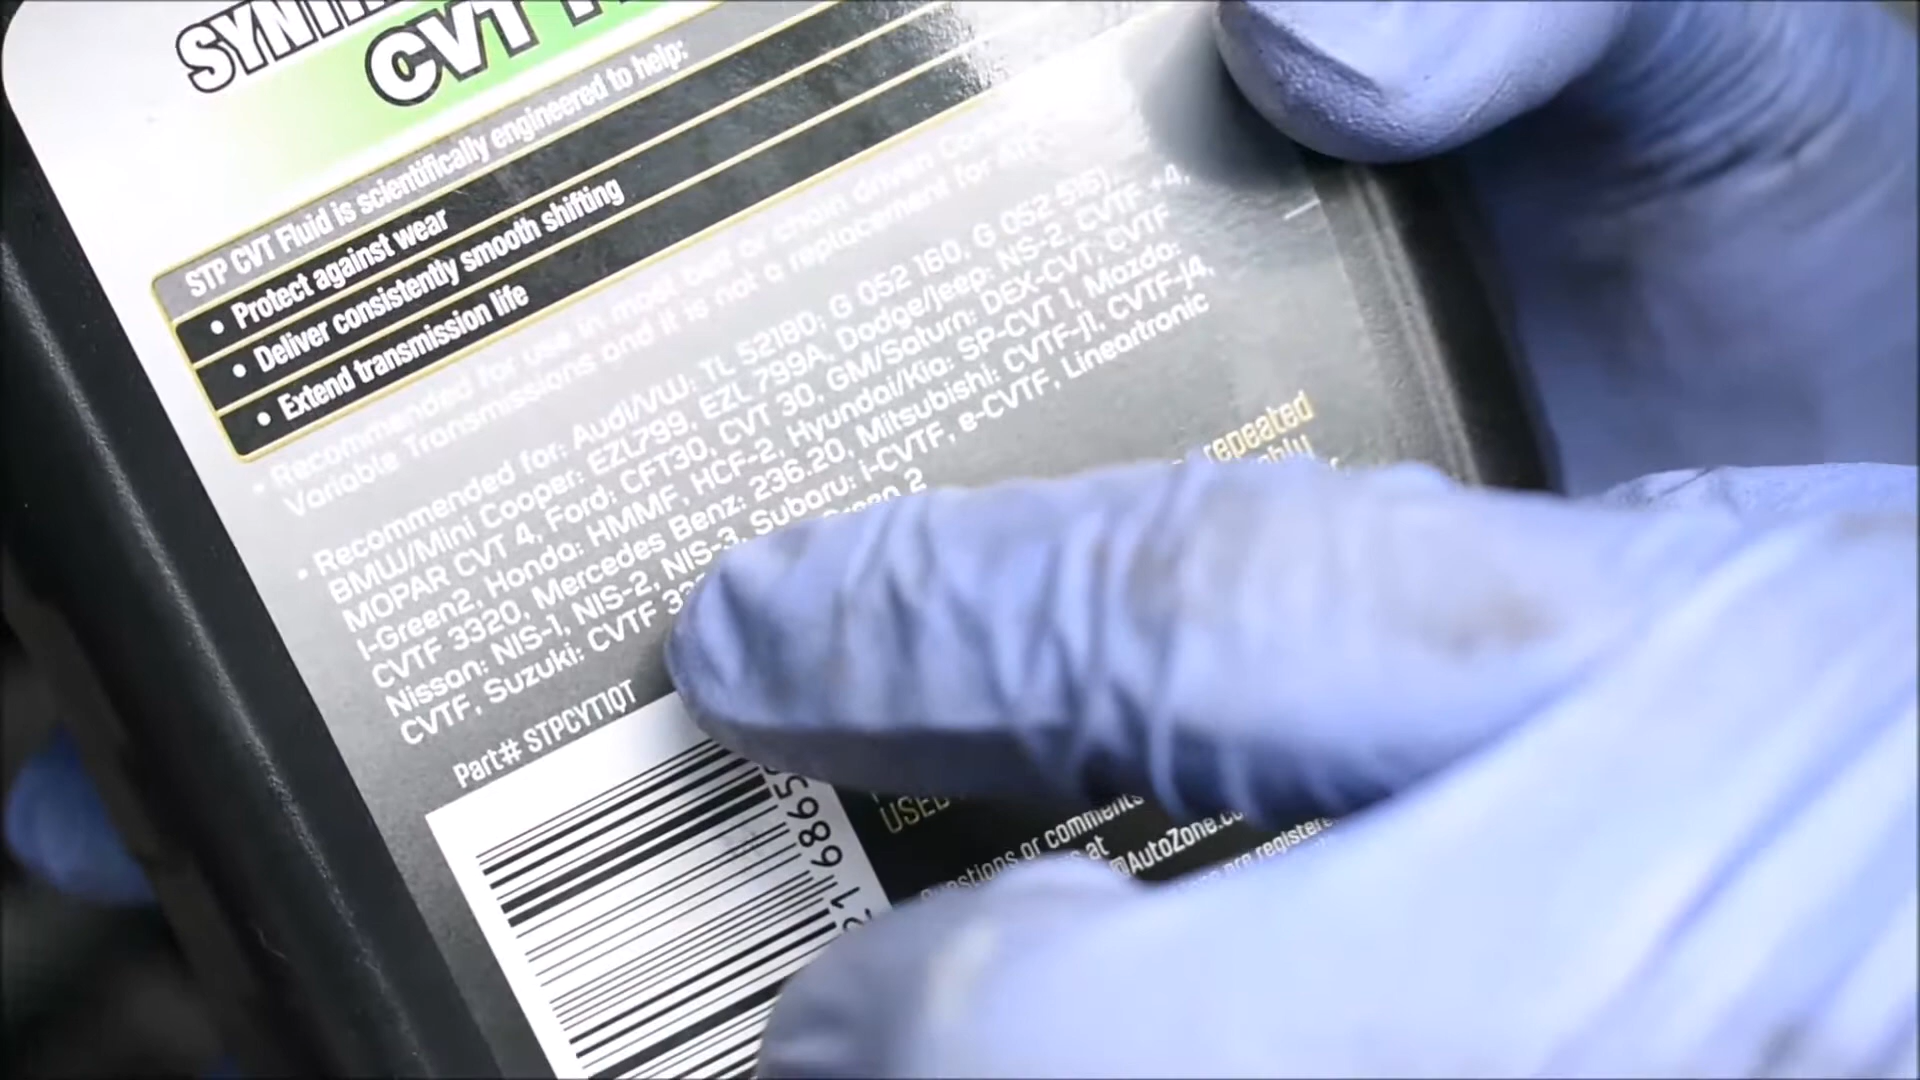 CVT
STP CVT Fluid is scientifically engineered to help:
• Protect against wear
• Deliver consistently smooth shifting
• Extend transmission life
• Recommended for use in most belt or chain driven
Variable Transmissions and it is not a replacement for ATF.
• Recommended for: Audi/VW: TL 52180; G 052 180, G 052 516),
BMW/Mini Cooper: EZL799, EZL 799A, Dodge/Jeep: NS-2, CVTF +4,
MOPAR CVT 4, Ford: CFT30, CVT 30, GM/Saturn: DEX-CVT, CVTF
I-Green2, Honda: HMMF, HCF-2, Hyundai/Kia: SP-CVT 1, Mazda:
CVTF 3320, Mercedes Benz: 236.20, Mitsubishi: CVTF-J1, CVTF-J4,
Nissan: NIS-1, NIS-2, NIS-3, Subaru: i-CVTF, e-CVTF, Lineartronic
CVTF, Suzuki: CVTF 2
Part# STPCVT1QT
repeated
USED
questions or comments
at
@AutoZone
are